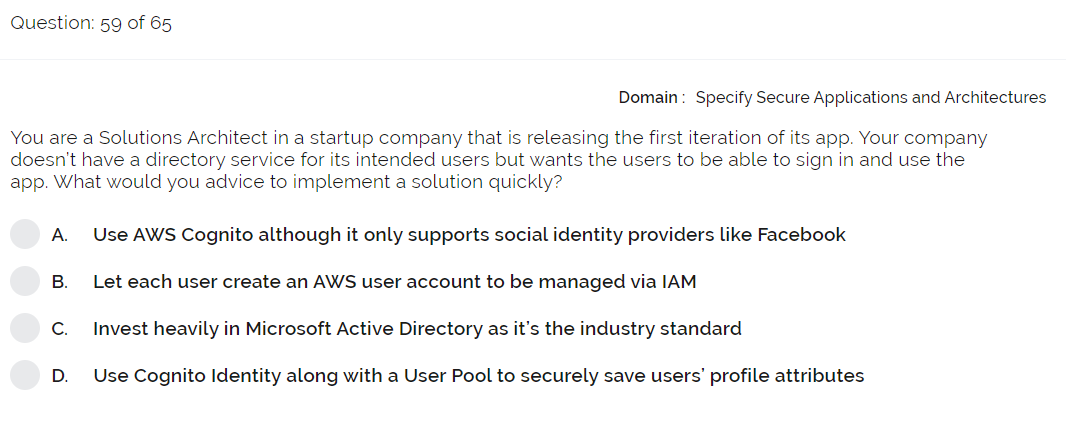 Question: 59 of 65
Domain : Specify Secure Applications and Architectures
You are a Solutions Architect in a startup company that is releasing the first iteration of its app. Your company
doesn't have a directory service for its intended users but wants the users to be able to sign in and use the
app. What would you advice to implement a solution quickly?
A. Use AWS Cognito although it only supports social identity providers like Facebook
B. Let each user create an AWS user account to be managed via IAM
C. Invest heavily in Microsoft Active Directory as it's the industry standard
D. Use Cognito Identity along with a User Pool to securely save users' profile attributes